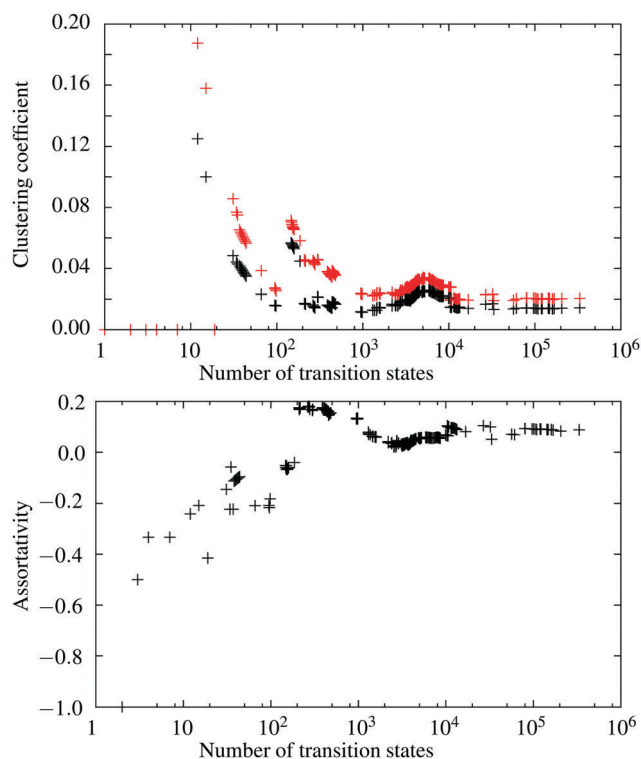 Clustering coefficient
0.20
0.16
0.12
0.08
0.04
0.00
1 10 10² 10³ 10⁴ 10⁵ 10⁶
Number of transition states
Assortativity
0.2
0.0
−0.2
−0.4
−0.6
−0.8
−1.0
1 10 10² 10³ 10⁴ 10⁵ 10⁶
Number of transition states